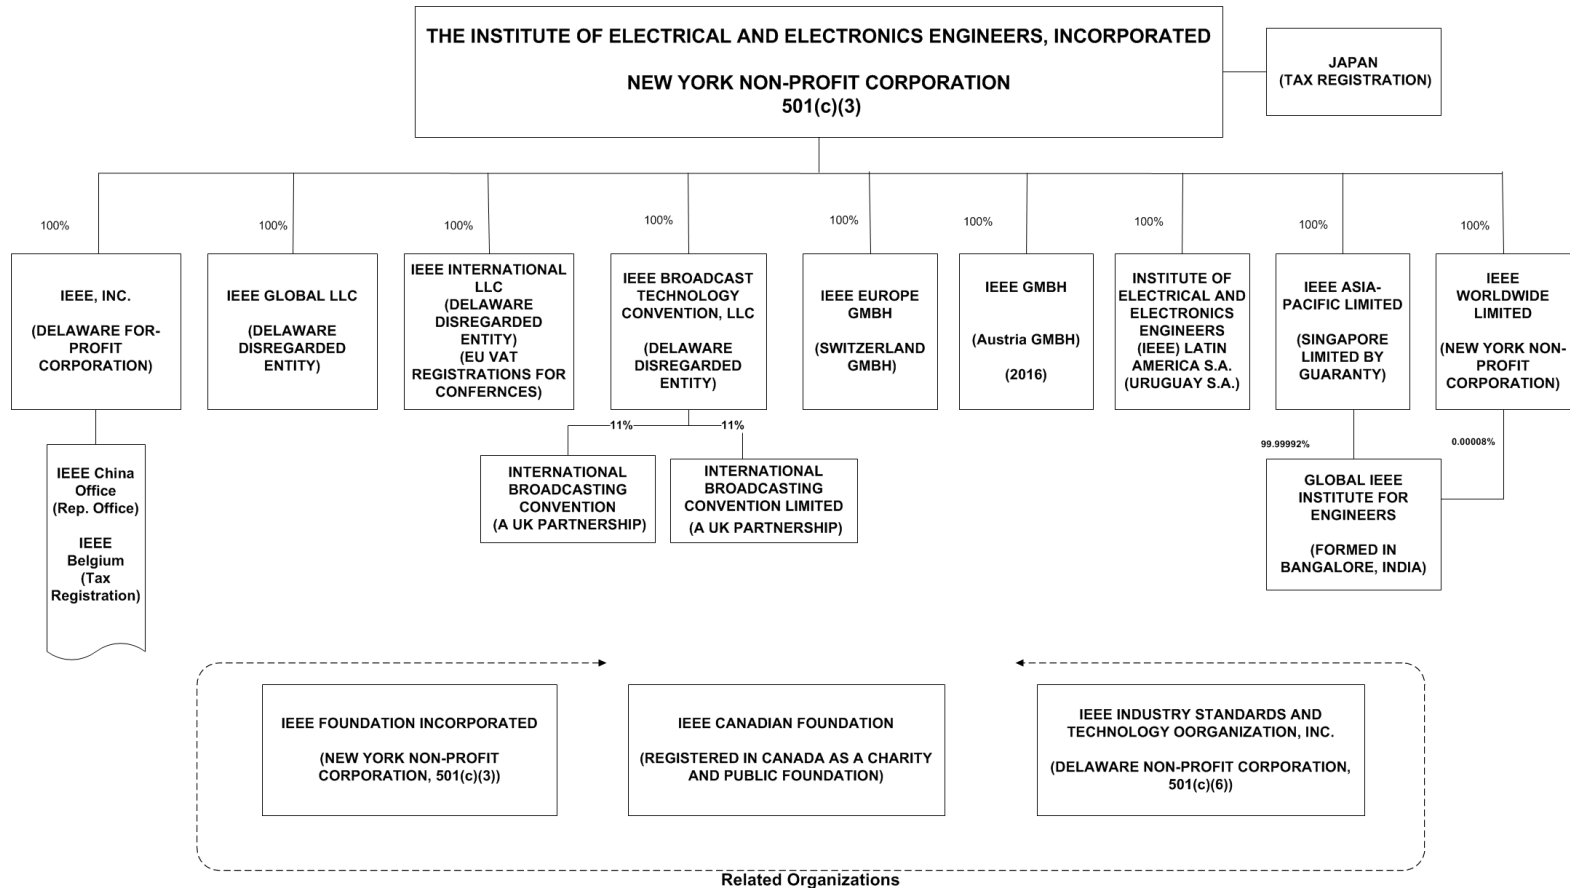 THE INSTITUTE OF ELECTRICAL AND ELECTRONICS ENGINEERS, INCORPORATED
NEW YORK NON-PROFIT CORPORATION
501(c)(3)
JAPAN
(TAX REGISTRATION)
100%
100%
100%
100%
100%
100%
100%
100%
100%
IEEE, INC.
(DELAWARE FOR-
PROFIT
CORPORATION)
IEEE GLOBAL LLC
(DELAWARE
DISREGARDED
ENTITY)
IEEE INTERNATIONAL
LLC
(DELAWARE
DISREGARDED
ENTITY)
(EU VAT
REGISTRATIONS FOR
CONFERNCES)
IEEE BROADCAST
TECHNOLOGY
CONVENTION, LLC
(DELAWARE
DISREGARDED
ENTITY)
IEEE EUROPE
GMBH
(SWITZERLAND
GMBH)
IEEE GMBH
(Austria GMBH)
(2016)
INSTITUTE OF
ELECTRICAL AND
ELECTRONICS
ENGINEERS
(IEEE) LATIN
AMERICA S.A.
(URUGUAY S.A.)
IEEE ASIA-
PACIFIC LIMITED
(SINGAPORE
LIMITED BY
GUARANTY)
IEEE
WORLDWIDE
LIMITED
(NEW YORK NON-
PROFIT
CORPORATION)
IEEE China
Office
(Rep. Office)
IEEE
Belgium
(Tax
Registration)
11%
11%
INTERNATIONAL
BROADCASTING
CONVENTION
(A UK PARTNERSHIP)
INTERNATIONAL
BROADCASTING
CONVENTION LIMITED
(A UK PARTNERSHIP)
99.99992%
0.00008%
GLOBAL IEEE
INSTITUTE FOR
ENGINEERS
(FORMED IN
BANGALORE, INDIA)
IEEE FOUNDATION INCORPORATED
(NEW YORK NON-PROFIT
CORPORATION, 501(c)(3))
IEEE CANADIAN FOUNDATION
(REGISTERED IN CANADA AS A CHARITY
AND PUBLIC FOUNDATION)
IEEE INDUSTRY STANDARDS AND
TECHNOLOGY OORGANIZATION, INC.
(DELAWARE NON-PROFIT CORPORATION,
501(c)(6))
Related Organizations